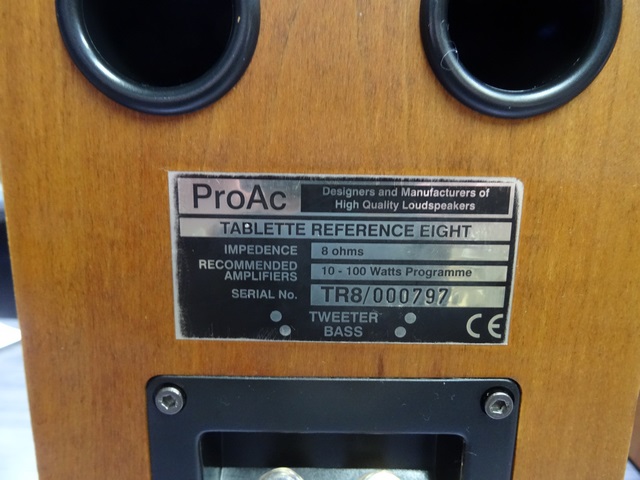 ProAc
Designers and Manufacturers of
High Quality Loudspeakers
TABLETTE REFERENCE EIGHT
IMPEDENCE 8 ohms
RECOMMENDED
AMPLIFIERS 10 - 100 Watts Programme
SERIAL No. TR8/000797
TWEETER
BASS
CE